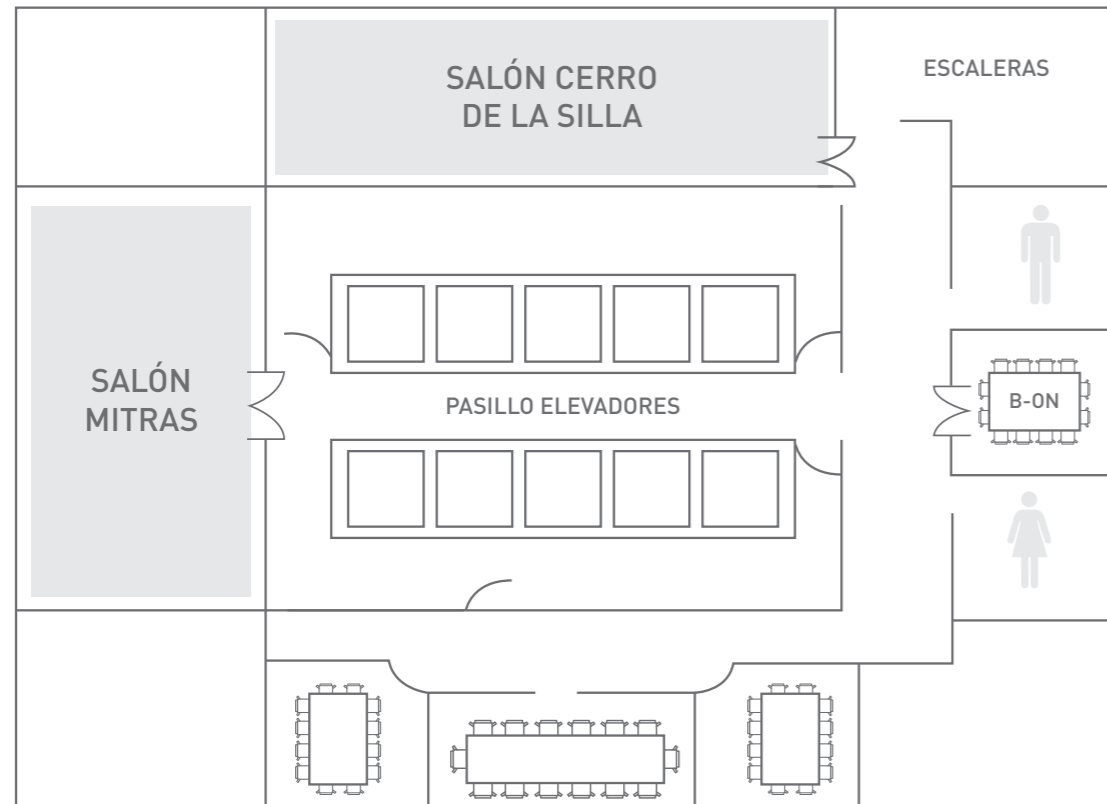 SALÓN CERRO
DE LA SILLA
ESCALERAS
SALÓN
MITRAS
PASILLO ELEVADORES
B-ON